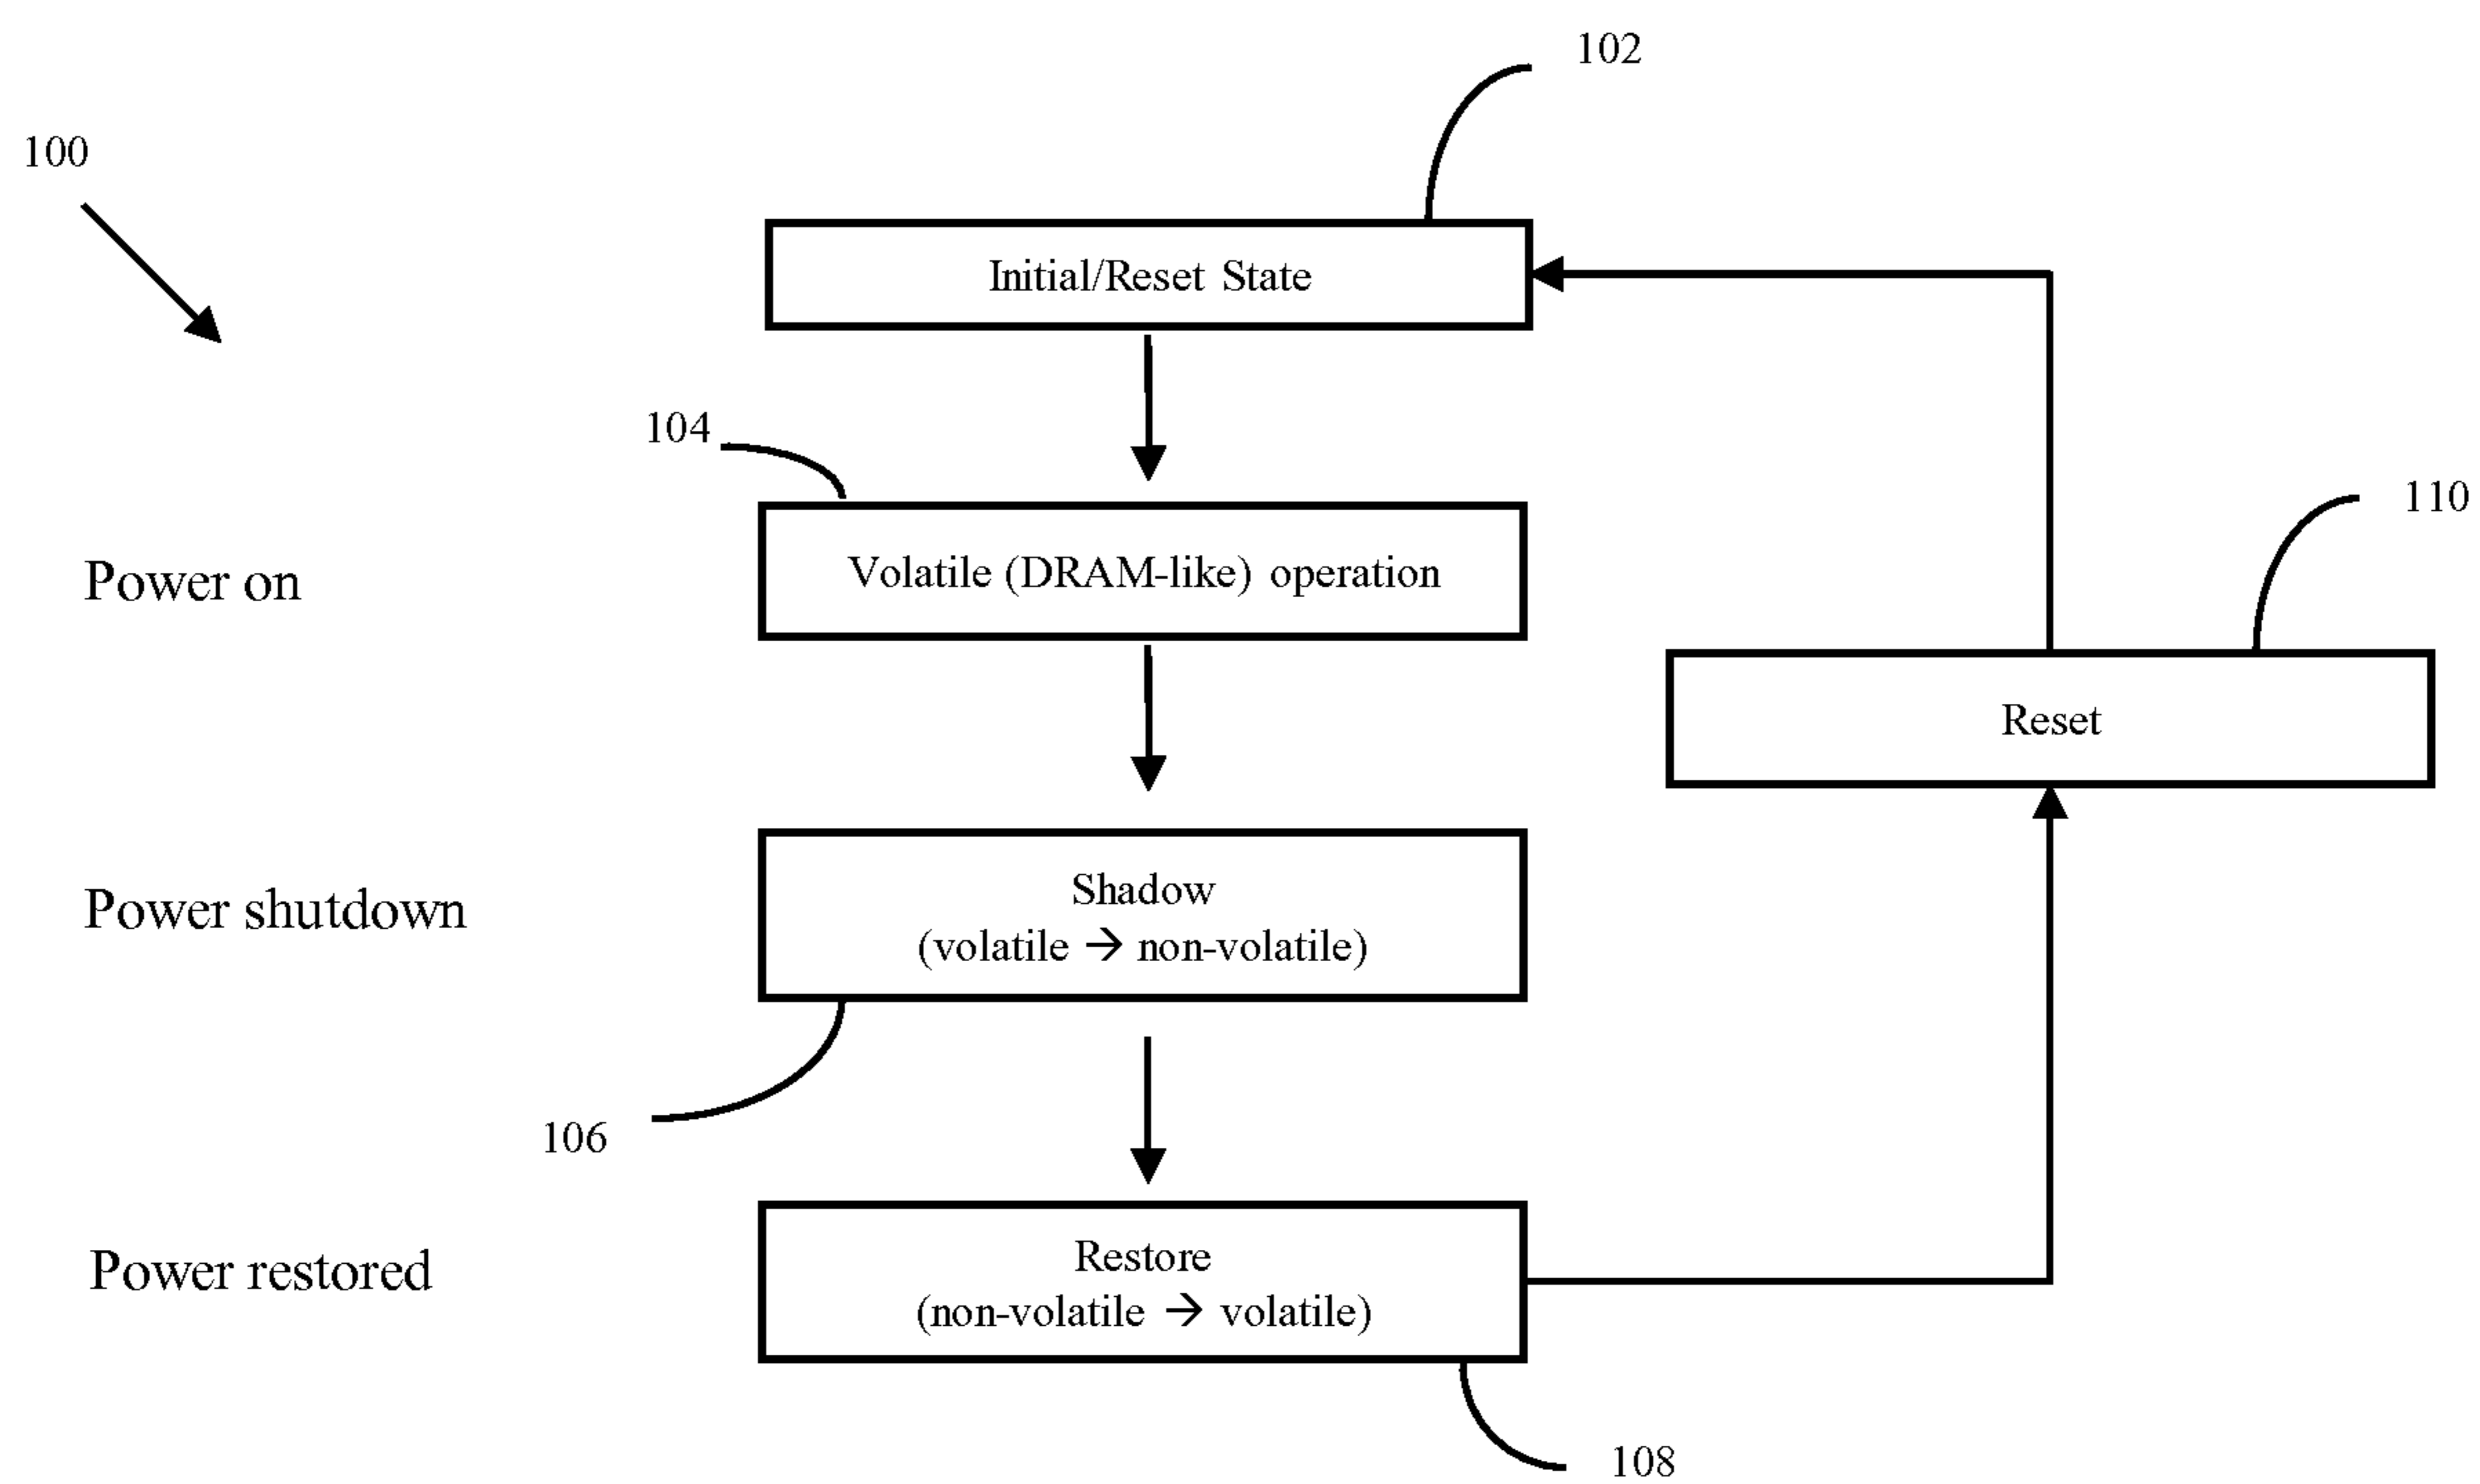 102
100
Initial/Reset State
104
110
Power on
Volatile (DRAM-like) operation
Reset
Power shutdown
Shadow
(volatile → non-volatile)
106
Power restored
Restore
(non-volatile → volatile)
108